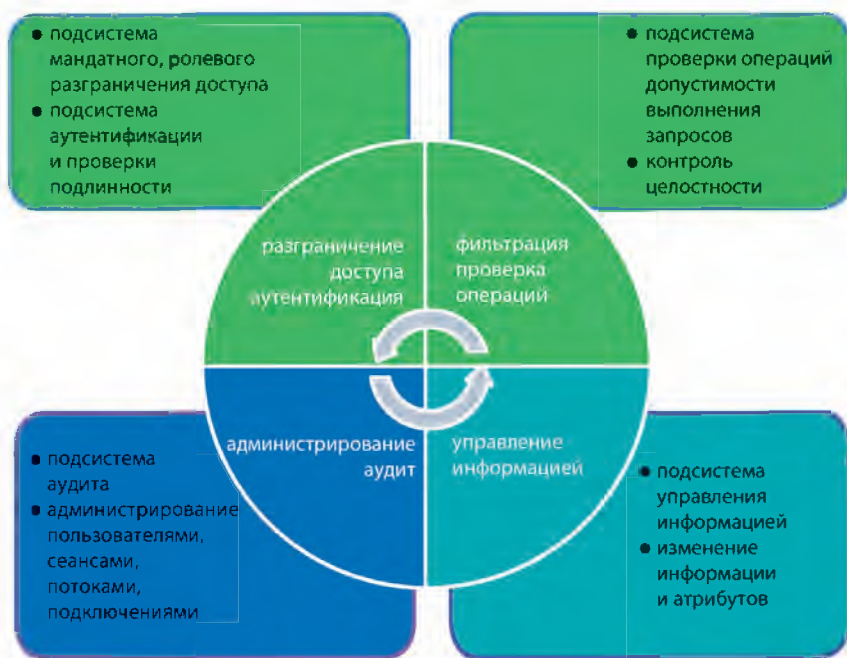 ● подсистема
мандатного, ролевого
разграничения доступа
● подсистема
аутентификации
и проверки
подлинности
● подсистема
проверки операций
допустимости
выполнения
запросов
● контроль
целостности
разграничение
доступа
аутентификация
фильтрация
проверка
операций
администрирование
аудит
управление
информацией
● подсистема
аудита
● администрирование
пользователями,
сеансами,
потоками,
подключениями
● подсистема
управления
информацией
● изменение
информации
и атрибутов